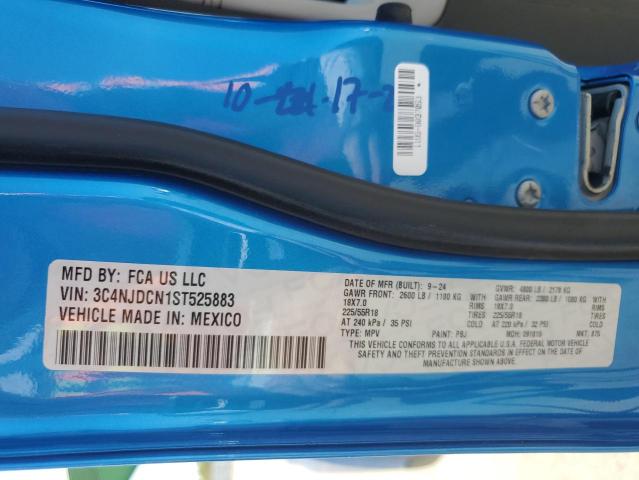 10- -17-
MFD BY: FCA US LLC
VIN: 3C4NJDCN1ST525883
VEHICLE MADE IN: MEXICO
DATE OF MFR (BUILT): 9-24 GVWR: 4800 LB / 2178 KG
GAWR FRONT: 2600 LB / 1180 KG GAWR REAR: 2380 LB / 1080 KG
18X7.0 RIMS 18X7.0 RIMS
225/55R18 TIRES 225/55R18 TIRES
AT 240 kPa / 35 PSI COLD AT 220 kPa / 32 PSI COLD
TYPE: MPV PAINT: PBJ MDH: 091819 MKT: 875
THIS VEHICLE CONFORMS TO ALL APPLICABLE U.S.A. FEDERAL MOTOR VEHICLE
SAFETY AND THEFT PREVENTION STANDARDS IN EFFECT ON THE DATE OF
MANUFACTURE SHOWN ABOVE.